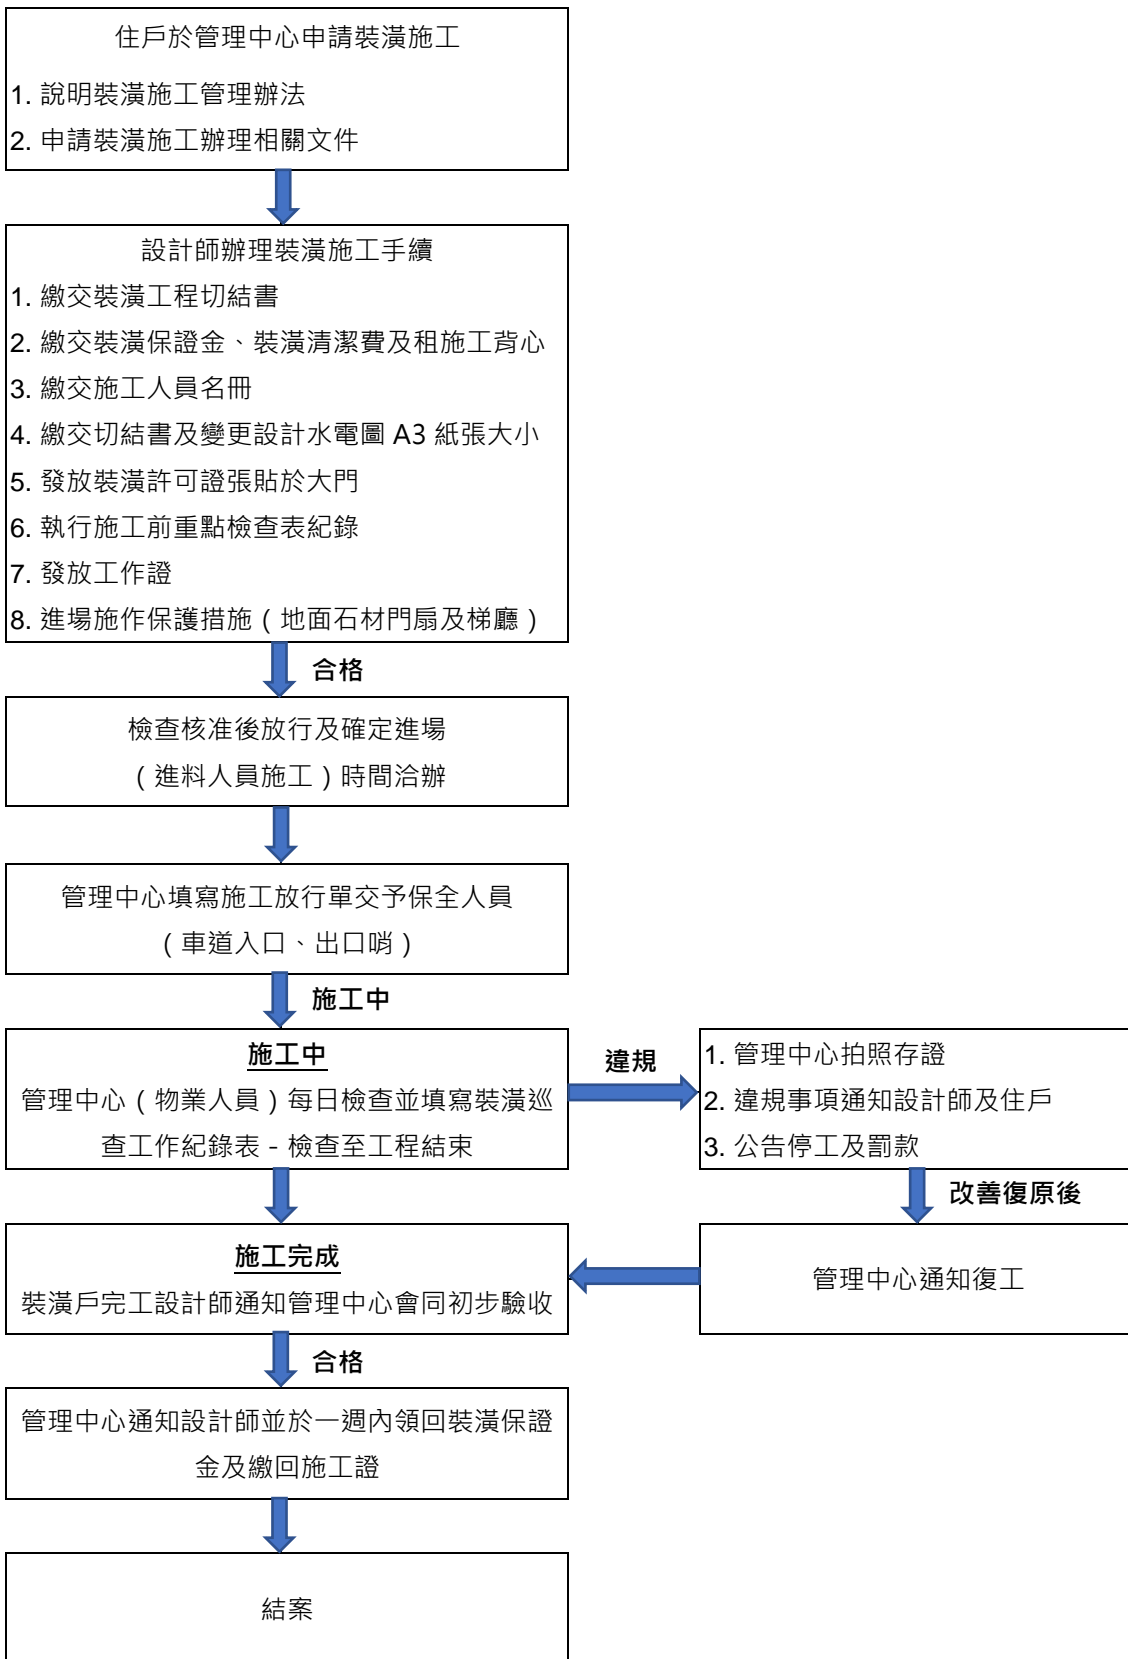 住戶於管理中心申請裝潢施工
1. 說明裝潢施工管理辦法
2. 申請裝潢施工辦理相關文件
設計師辦理裝潢施工手續
1. 繳交裝潢工程切結書
2. 繳交裝潢保證金、裝潢清潔費及租施工背心
3. 繳交施工人員名冊
4. 繳交切結書及變更設計水電圖 A3 紙張大小
5. 發放裝潢許可證張貼於大門
6. 執行施工前重點檢查表紀錄
7. 發放工作證
8. 進場施作保護措施（地面石材門扇及梯廳）
合格
檢查核准後放行及確定進場
（進料人員施工）時間洽辦
管理中心填寫施工放行單交予保全人員
（車道入口、出口哨）
施工中
施工中
管理中心（物業人員）每日檢查並填寫裝潢巡
查工作紀錄表 - 檢查至工程結束
違規
1. 管理中心拍照存證
2. 違規事項通知設計師及住戶
3. 公告停工及罰款
改善復原後
管理中心通知復工
施工完成
裝潢戶完工設計師通知管理中心會同初步驗收
合格
管理中心通知設計師並於一週內領回裝潢保證
金及繳回施工證
結案